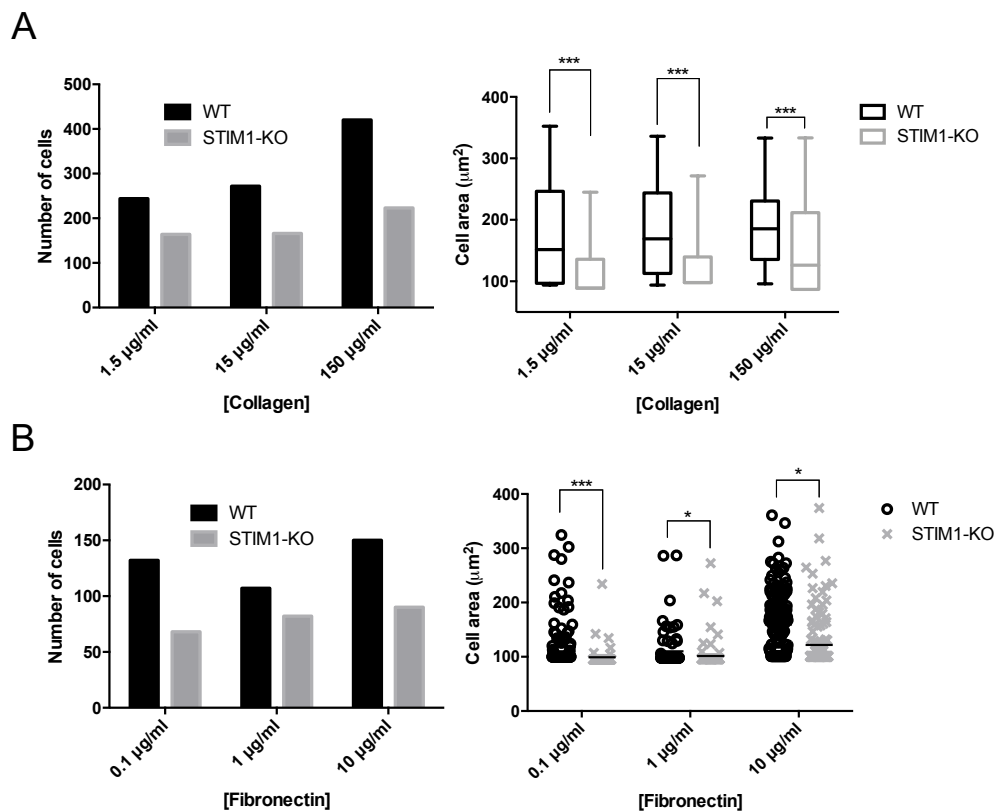 A
Number of cells
500
400
300
200
100
0
WT
STIM1-KO
1.5 µg/ml
15 µg/ml
150 µg/ml
[Collagen]
Cell area (µm²)
400
300
200
100
***
***
***
WT
STIM1-KO
1.5 µg/ml
15 µg/ml
150 µg/ml
[Collagen]
B
Number of cells
200
150
100
50
0
WT
STIM1-KO
0.1 µg/ml
1 µg/ml
10 µg/ml
[Fibronectin]
Cell area (µm²)
400
300
200
100
0
***
*
*
WT
STIM1-KO
0.1 µg/ml
1 µg/ml
10 µg/ml
[Fibronectin]